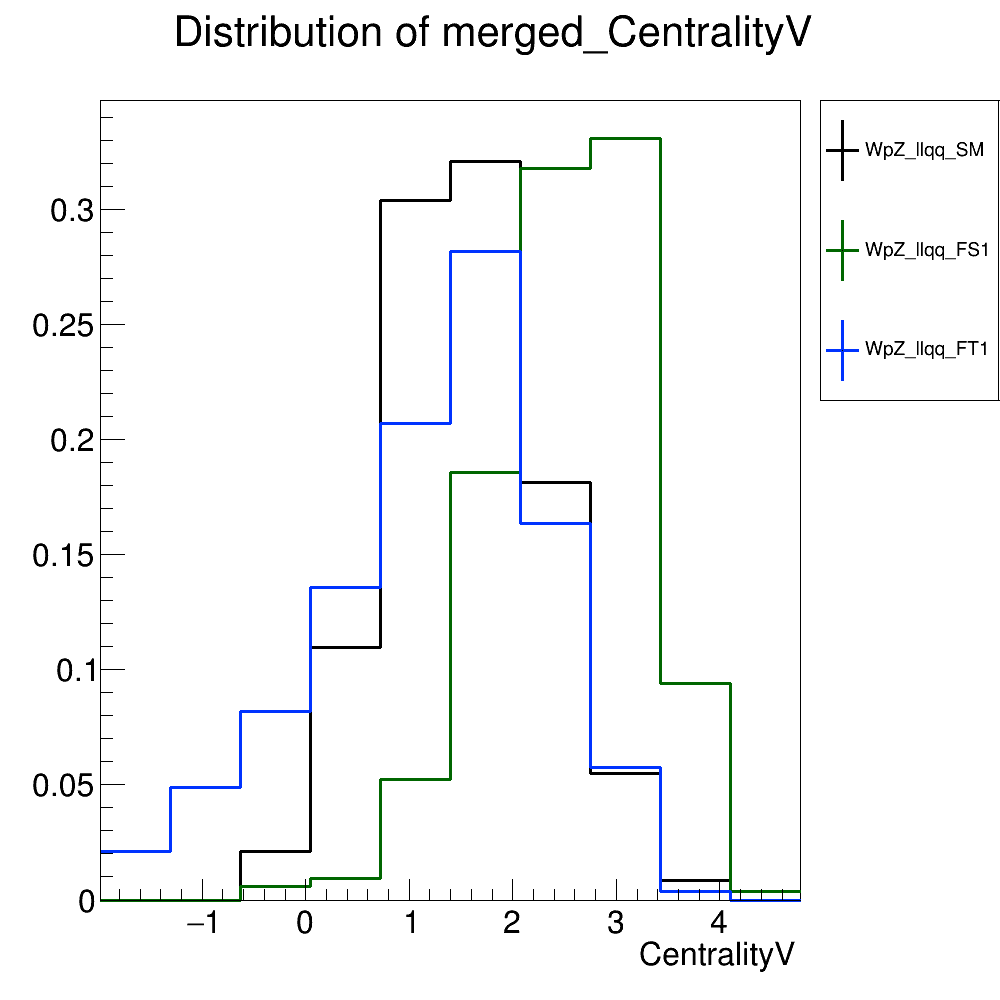 Distribution of merged_CentralityV
WpZ_llqq_SM
WpZ_llqq_FS1
WpZ_llqq_FT1
0.3
0.25
0.2
0.15
0.1
0.05
0
−1 0 1 2 3 4
CentralityV